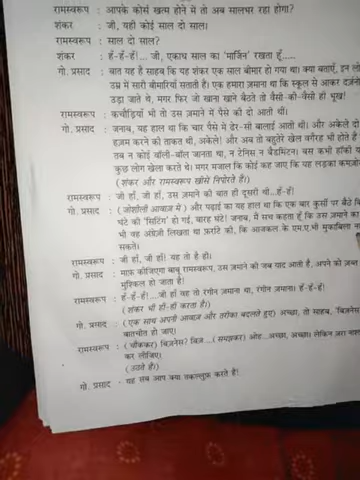 रामस्वरूप : आपके कोर्स खत्म होने में तो अब सालभर रहा होगा?
शंकर : जी, यही कोई साल दो साल।
रामस्वरूप : साल दो साल?
शंकर : हँ-हँ-हँ!... जी, एकाध साल का 'मार्जिन' रखता हूँ.....
गो. प्रसाद : बात यह है साहब कि यह शंकर एक साल बीमार हो गया था। क्या बताएँ, इन लो
उम्र में सारी बीमारियाँ सताती हैं। एक हमारा ज़माना था कि स्कूल से आकर दर्जनों
उड़ा जाते थे, मगर फिर जो खाना खाने बैठते तो वैसी-की-वैसी ही भूख!
रामस्वरूप : कचौड़ियाँ भी तो उस ज़माने में पैसे की दो आती थीं।
गो. प्रसाद : जनाब, यह हाल था कि चार पैसे में ढेर-सी बालाई आती थी। और अकेले दो
हज़म करने की ताकत थी, अकेले! और अब तो बहुतेरे खेल वगैरह भी होते हैं
तब न कोई वॉली-बॉल जानता था, न टेनिस न बैडमिंटन। बस कभी हॉकी या
कुछ लोग खेला करते थे। मगर मजाल कि कोई कह जाए कि यह लड़का कमज़ो
(शंकर और रामस्वरूप खीसें निपोरते हैं।)
रामस्वरूप : जी हाँ, जी हाँ, उस ज़माने की बात ही दूसरी थी...हँ-हँ!
गो. प्रसाद : (जोशीली आवाज़ में) और पढ़ाई का यह हाल था कि एक बार कुर्सी पर बैठे कि
घंटे की 'सिटिंग' हो गई, बारह घंटे! जनाब, मैं सच कहता हूँ कि उस ज़माने का
भी वह अंग्रेज़ी लिखता था फ़र्राटे की, कि आजकल के एम.ए. भी मुकाबिला न
सकते।
रामस्वरूप : जी हाँ, जी हाँ! यह तो है ही।
गो. प्रसाद : माफ़ कीजिएगा बाबू रामस्वरूप, उस ज़माने की जब याद आती है, अपने को ज़ब्त
मुश्किल हो जाता है!
रामस्वरूप : हँ-हँ-हँ!...जी हाँ वह तो रंगीन ज़माना था, रंगीन ज़माना। हँ-हँ-हँ!
(शंकर भी हीं-हीं करता है।)
गो. प्रसाद : (एक साथ अपनी आवाज़ और तरीका बदलते हुए) अच्छा, तो साहब, 'बिज़नेस'
बातचीत हो जाए।
रामस्वरूप : (चौंककर) बिज़नेस? बिज़...(समझकर) ओह...अच्छा, अच्छा। लेकिन ज़रा नाश्
कर लीजिए।
(उठते हैं।)
गो. प्रसाद : यह सब आप क्या तकल्लुफ़ करते हैं!